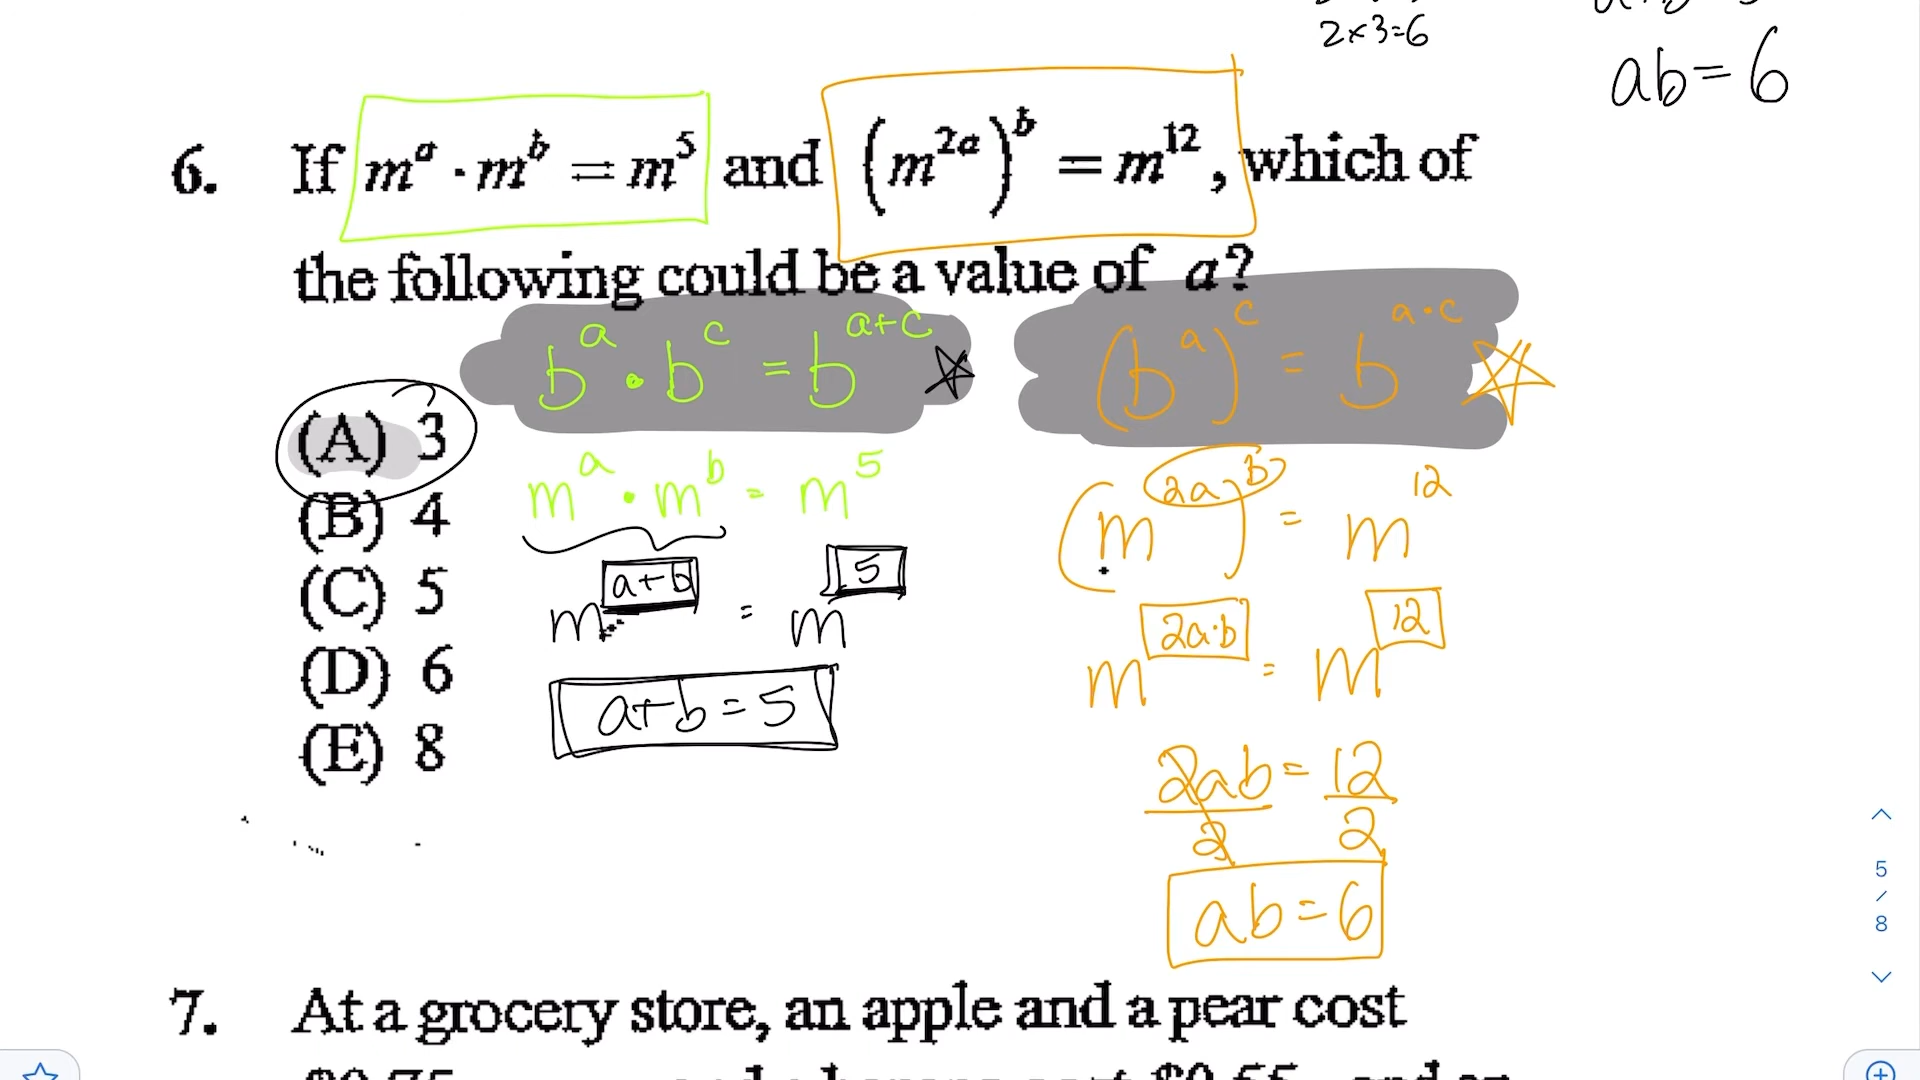 2×3=6
ab=6
6. If m^a · m^b = m^5 and (m^2a)^b = m^12, which of
the following could be a value of a?
b^a · b^c = b^a+c
(b^a)^c = b^a·c
(A) 3
(B) 4
(C) 5
(D) 6
(E) 8
m^a · m^b = m^5
m^a+b = m^5
a+b=5
(m^2a)^b = m^12
m^2a·b = m^12
2ab = 12
2 2
ab=6
5
/
8
7. At a grocery store, an apple and a pear cost